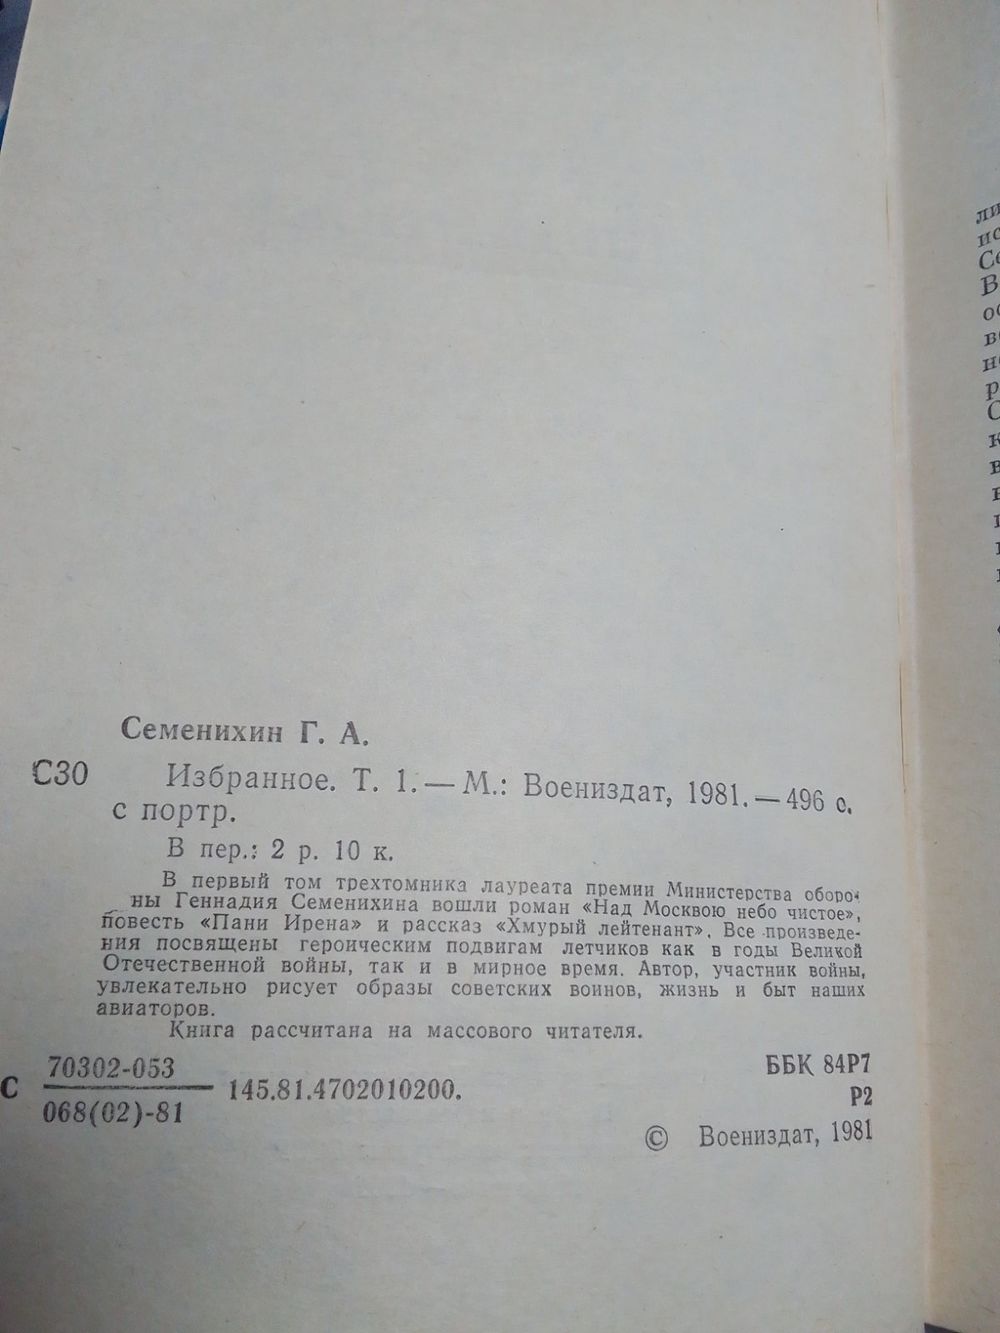 Семенихин Г. А.
С30 Избранное. Т. 1. — М.: Воениздат, 1981. — 496 с.
с портр.
В пер.: 2 р. 10 к.
В первый том трехтомника лауреата премии Министерства оборо-
ны Геннадия Семенихина вошли роман «Над Москвою небо чистое»,
повесть «Пани Ирена» и рассказ «Хмурый лейтенант». Все произведе-
ния посвящены героическим подвигам летчиков как в годы Великой
Отечественной войны, так и в мирное время. Автор, участник войны,
увлекательно рисует образы советских воинов, жизнь и быт наших
авиаторов.
Книга рассчитана на массового читателя.
С 70302-053
068(02)-81
145.81.4702010200.
ББК 84Р7
Р2
© Воениздат, 1981